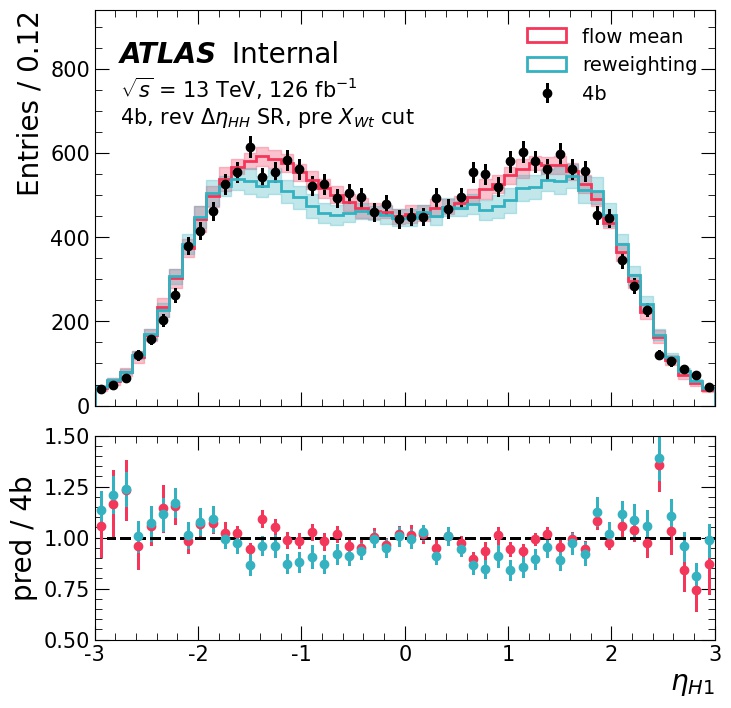 Entries / 0.12
ATLAS Internal
√s = 13 TeV, 126 fb⁻¹
4b, rev Δη_HH SR, pre X_Wt cut
flow mean
reweighting
4b
800
600
400
200
0
pred / 4b
1.50
1.25
1.00
0.75
0.50
-3 -2 -1 0 1 2 3
η_H1